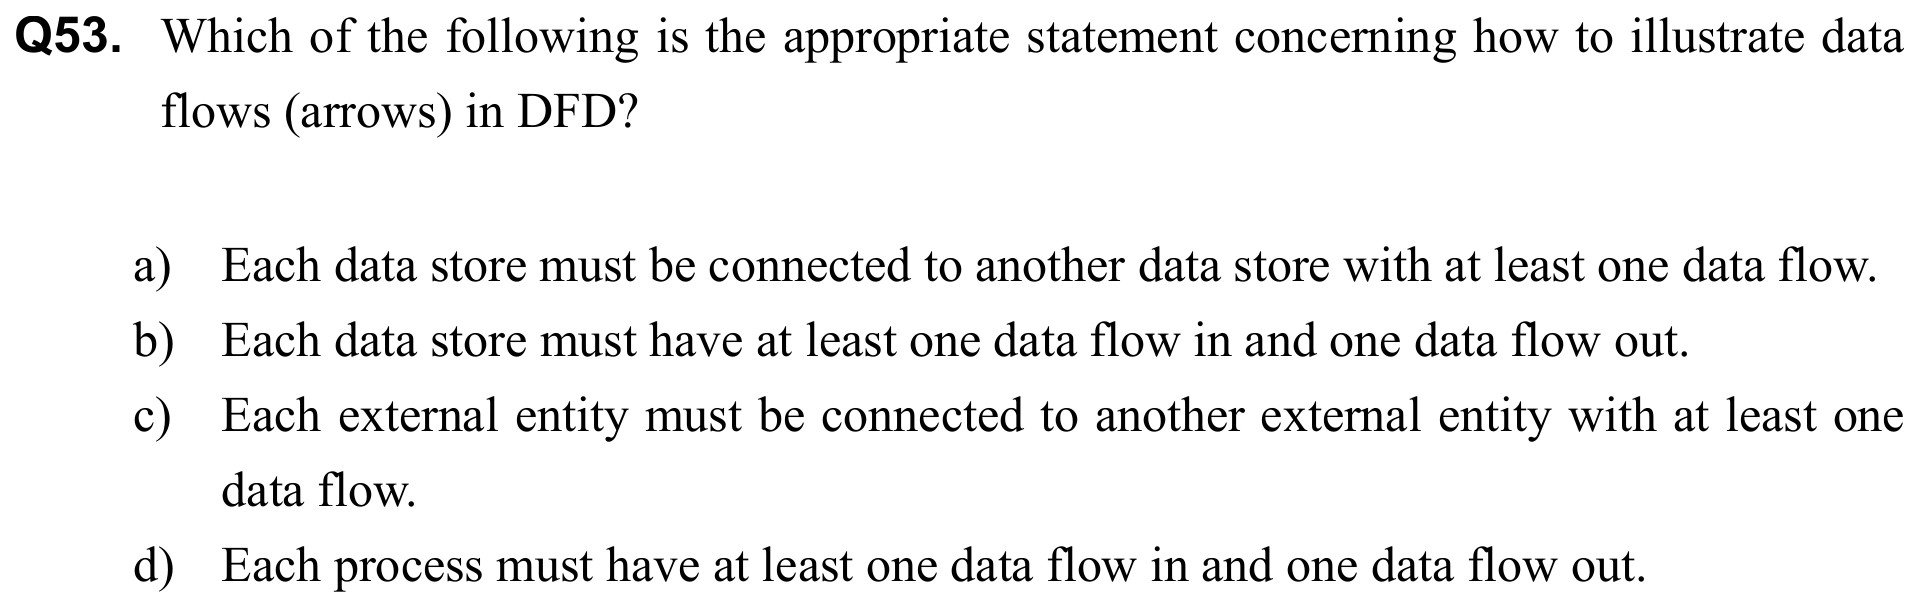 Q53. Which of the following is the appropriate statement concerning how to illustrate data
flows (arrows) in DFD?
a) Each data store must be connected to another data store with at least one data flow.
b) Each data store must have at least one data flow in and one data flow out.
c) Each external entity must be connected to another external entity with at least one
data flow.
d) Each process must have at least one data flow in and one data flow out.